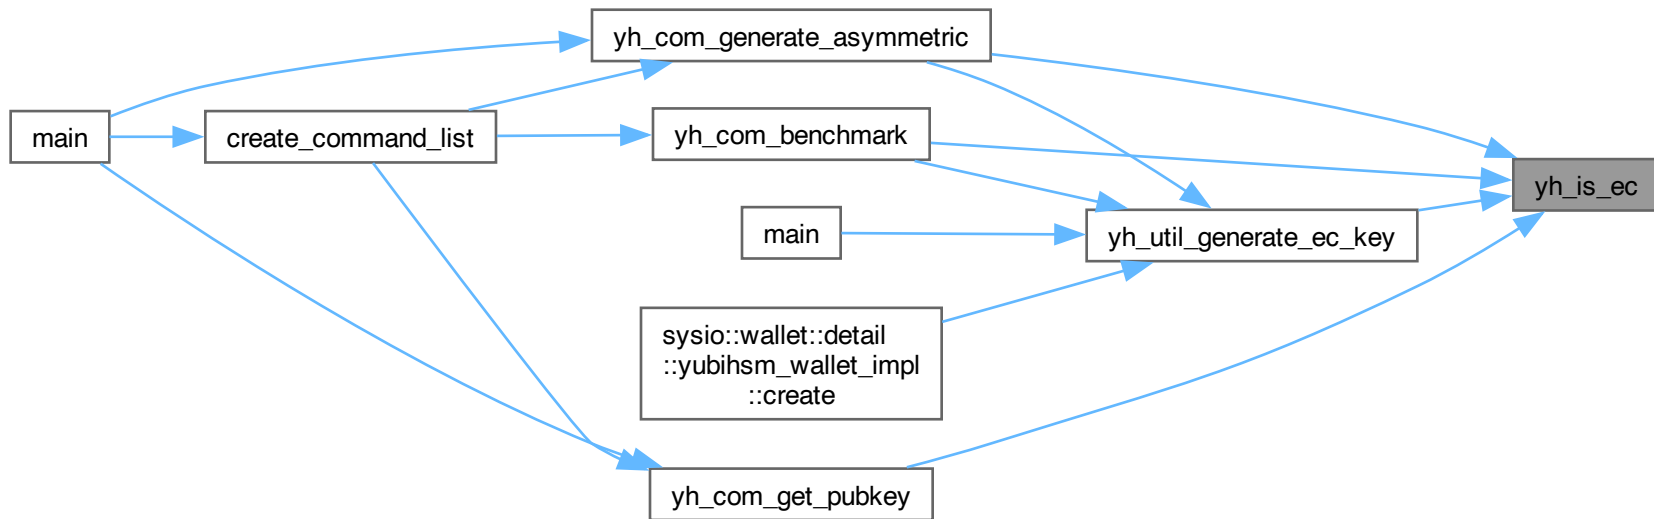 yh_com_generate_asymmetric
main
create_command_list
yh_com_benchmark
yh_is_ec
main
yh_util_generate_ec_key
sysio::wallet::detail
::yubihsm_wallet_impl
::create
yh_com_get_pubkey